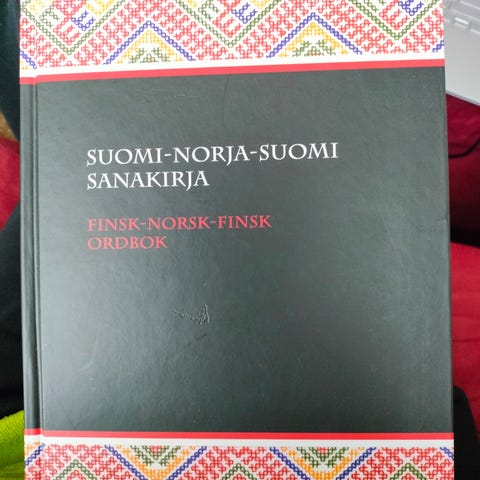 SUOMI-NORJA-SUOMI
SANAKIRJA
FINSK-NORSK-FINSK
ORDBOK